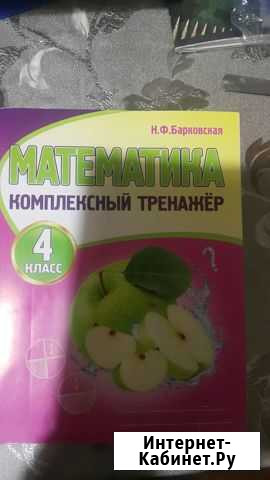 Н.Ф.Барковская
МАТЕМАТИКА
КОМПЛЕКСНЫЙ ТРЕНАЖЁР
4
КЛАСС
?
Интернет-
Кабинет.Ру